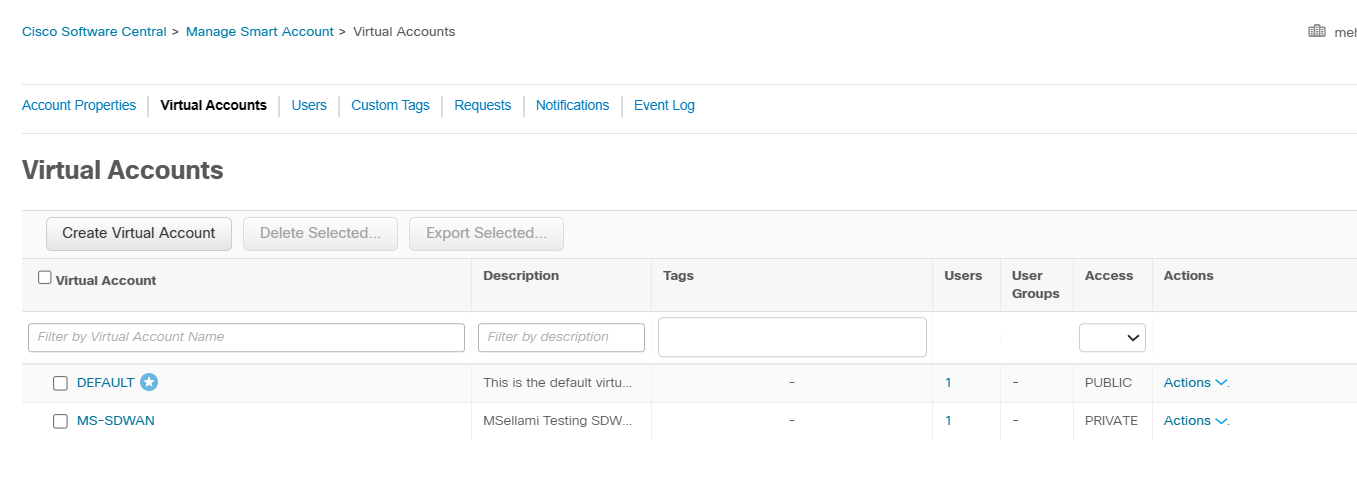 Cisco Software Central > Manage Smart Account > Virtual Accounts
Account Properties Virtual Accounts Users Custom Tags Requests Notifications Event Log
Virtual Accounts
Create Virtual Account Delete Selected... Export Selected...
Virtual Account Description Tags Users User Groups Access Actions
Filter by Virtual Account Name Filter by description
DEFAULT This is the default virtu... - 1 - PUBLIC Actions
MS-SDWAN MSellami Testing SDW... - 1 - PRIVATE Actions